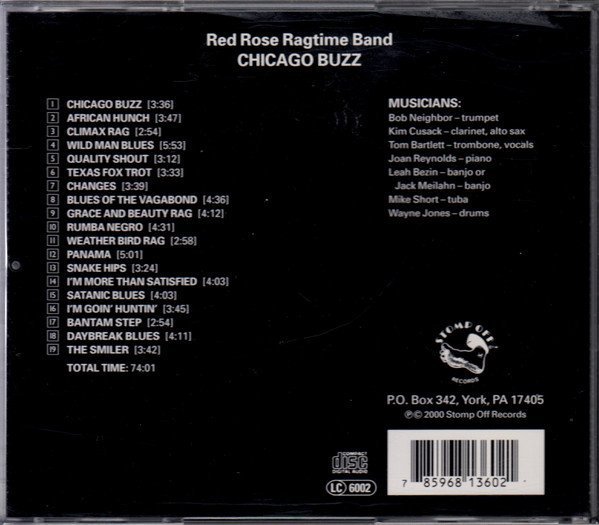 Red Rose Ragtime Band
CHICAGO BUZZ
1 CHICAGO BUZZ [3:36]
2 AFRICAN HUNCH [3:47]
3 CLIMAX RAG [2:54]
4 WILD MAN BLUES [5:53]
5 QUALITY SHOUT [3:12]
6 TEXAS FOX TROT [3:33]
7 CHANGES [3:39]
8 BLUES OF THE VAGABOND [4:36]
9 GRACE AND BEAUTY RAG [4:12]
10 RUMBA NEGRO [4:31]
11 WEATHER BIRD RAG [2:58]
12 PANAMA [5:01]
13 SNAKE HIPS [3:24]
14 I'M MORE THAN SATISFIED [4:03]
15 SATANIC BLUES [4:03]
16 I'M GOIN' HUNTIN' [3:45]
17 BANTAM STEP [2:54]
18 DAYBREAK BLUES [4:11]
19 THE SMILER [3:42]
TOTAL TIME: 74:01
MUSICIANS:
Bob Neighbor – trumpet
Kim Cusack – clarinet, alto sax
Tom Bartlett – trombone, vocals
Joan Reynolds – piano
Leah Bezin – banjo or
Jack Meilahn – banjo
Mike Short – tuba
Wayne Jones – drums
STOMP OFF
RECORDS
P.O. Box 342, York, PA 17405
℗© 2000 Stomp Off Records
COMPACT
disc
DIGITAL AUDIO
LC 6002
7 85968 13602